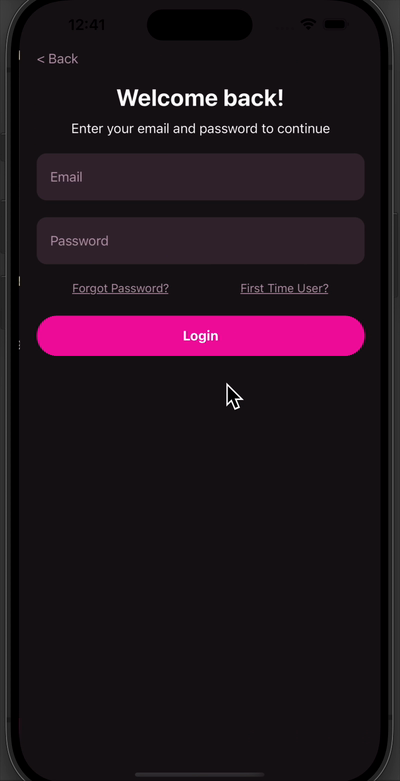 12:41
< Back
Welcome back!
Enter your email and password to continue
Email
Password
Forgot Password? First Time User?
Login